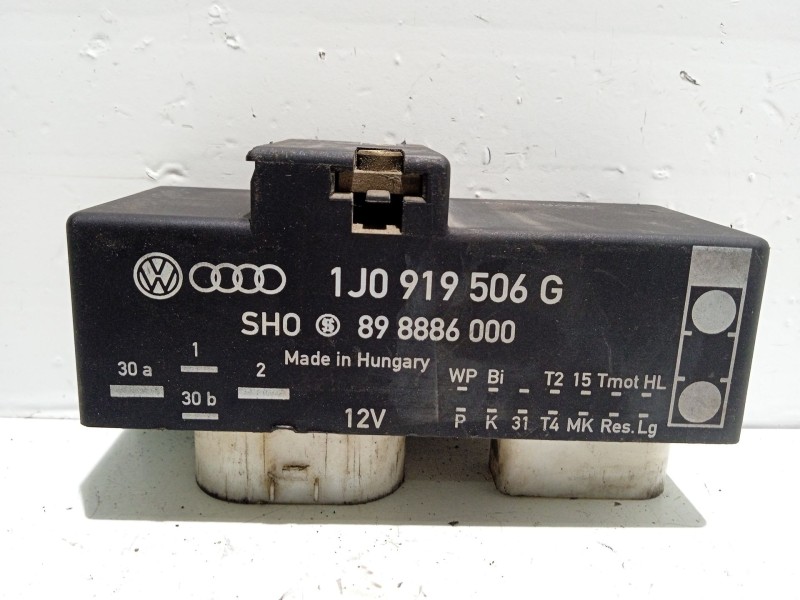 1J0 919 506 G
SHO 89 8886 000
Made in Hungary
30 a 1 2
30 b
12V
WP Bi T2 15 Tmot HL
P K 31 T4 MK Res. Lg